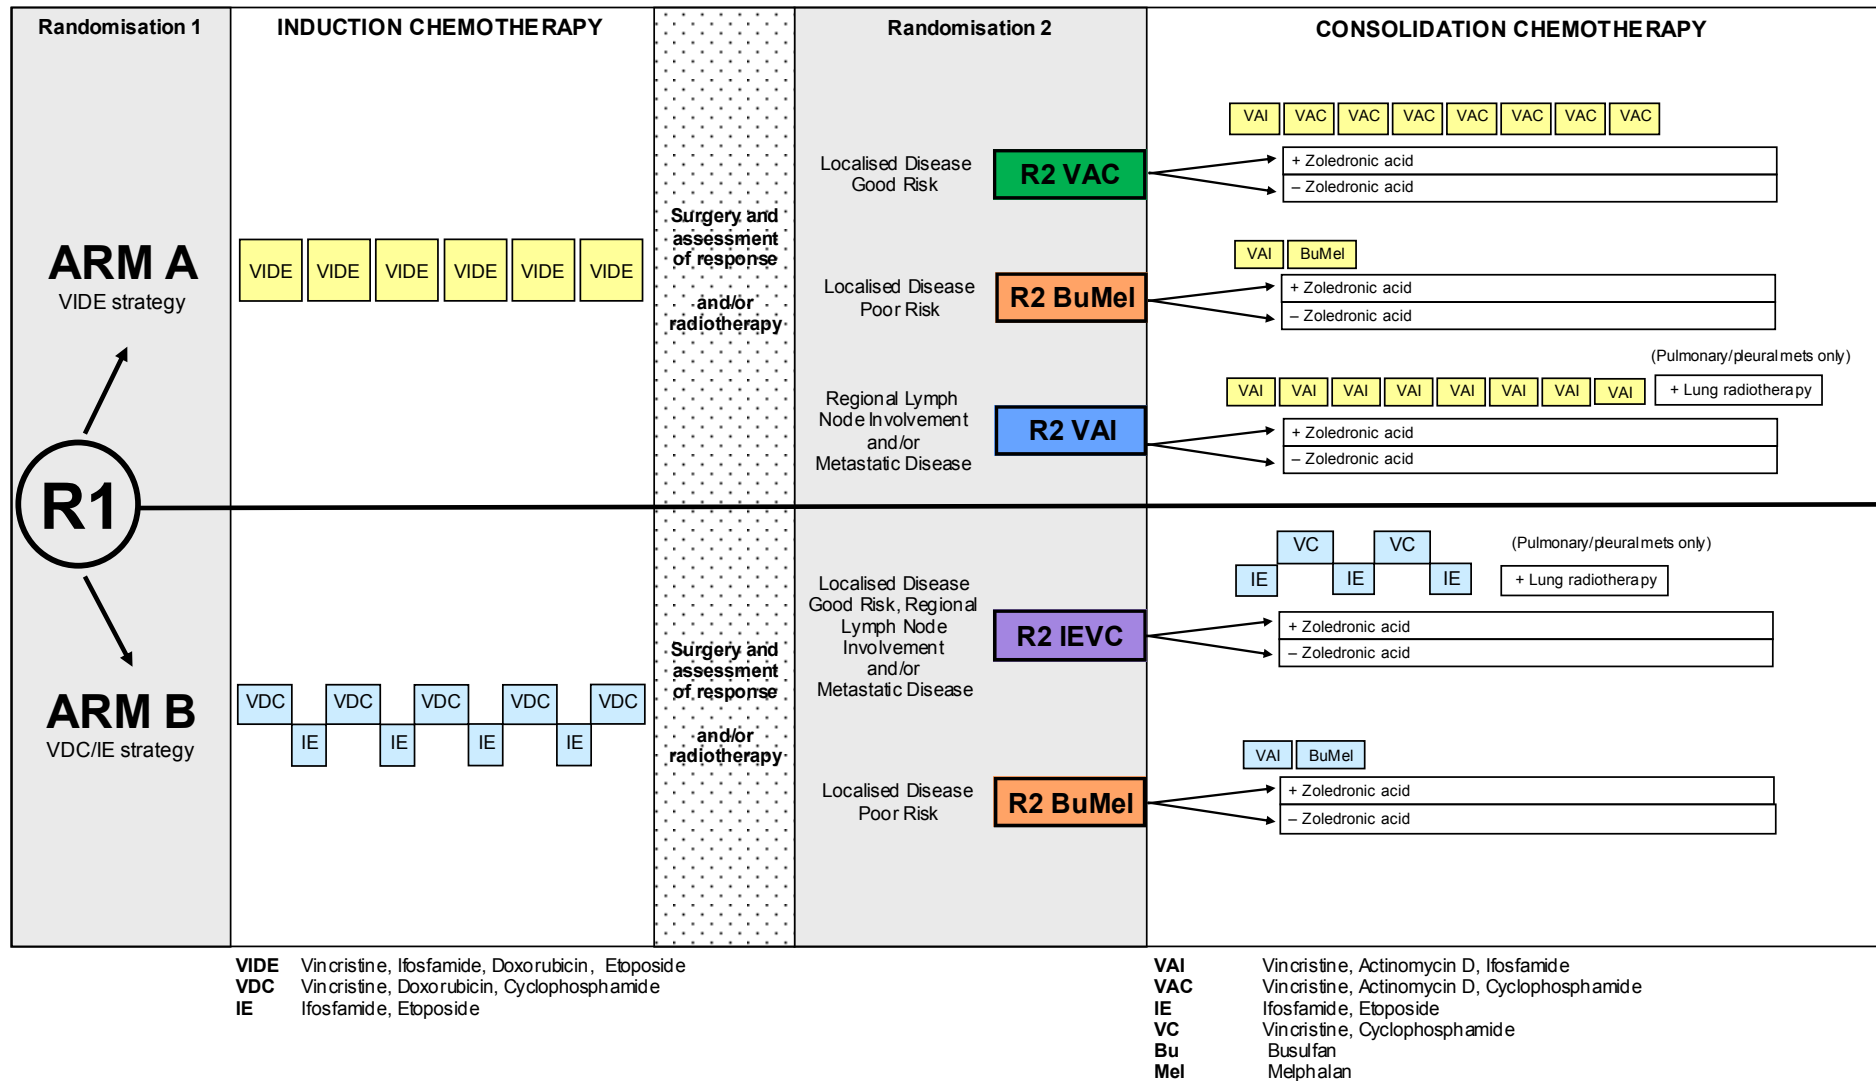 Randomisation 1
INDUCTION CHEMOTHERAPY
Randomisation 2
CONSOLIDATION CHEMOTHERAPY
ARM A
VIDE strategy
R1
ARM B
VDC/IE strategy
VIDE VIDE VIDE VIDE VIDE VIDE
Surgery and
assessment
of response
and/or
radiotherapy
Localised Disease
Good Risk
R2 VAC
VAI VAC VAC VAC VAC VAC VAC VAC
+ Zoledronic acid
– Zoledronic acid
Localised Disease
Poor Risk
R2 BuMel
VAI BuMel
+ Zoledronic acid
– Zoledronic acid
Regional Lymph
Node Involvement
and/or
Metastatic Disease
R2 VAI
(Pulmonary/pleural mets only)
VAI VAI VAI VAI VAI VAI VAI VAI + Lung radiotherapy
+ Zoledronic acid
– Zoledronic acid
VDC VDC VDC VDC VDC
IE IE IE IE
Surgery and
assessment
of response
and/or
radiotherapy
Localised Disease
Good Risk, Regional
Lymph Node
Involvement
and/or
Metastatic Disease
R2 IEVC
VC VC (Pulmonary/pleural mets only)
IE IE IE + Lung radiotherapy
+ Zoledronic acid
– Zoledronic acid
Localised Disease
Poor Risk
R2 BuMel
VAI BuMel
+ Zoledronic acid
– Zoledronic acid
VIDE Vincristine, Ifosfamide, Doxorubicin, Etoposide
VDC Vincristine, Doxorubicin, Cyclophosphamide
IE Ifosfamide, Etoposide
VAI Vincristine, Actinomycin D, Ifosfamide
VAC Vincristine, Actinomycin D, Cyclophosphamide
IE Ifosfamide, Etoposide
VC Vincristine, Cyclophosphamide
Bu Busulfan
Mel Melphalan